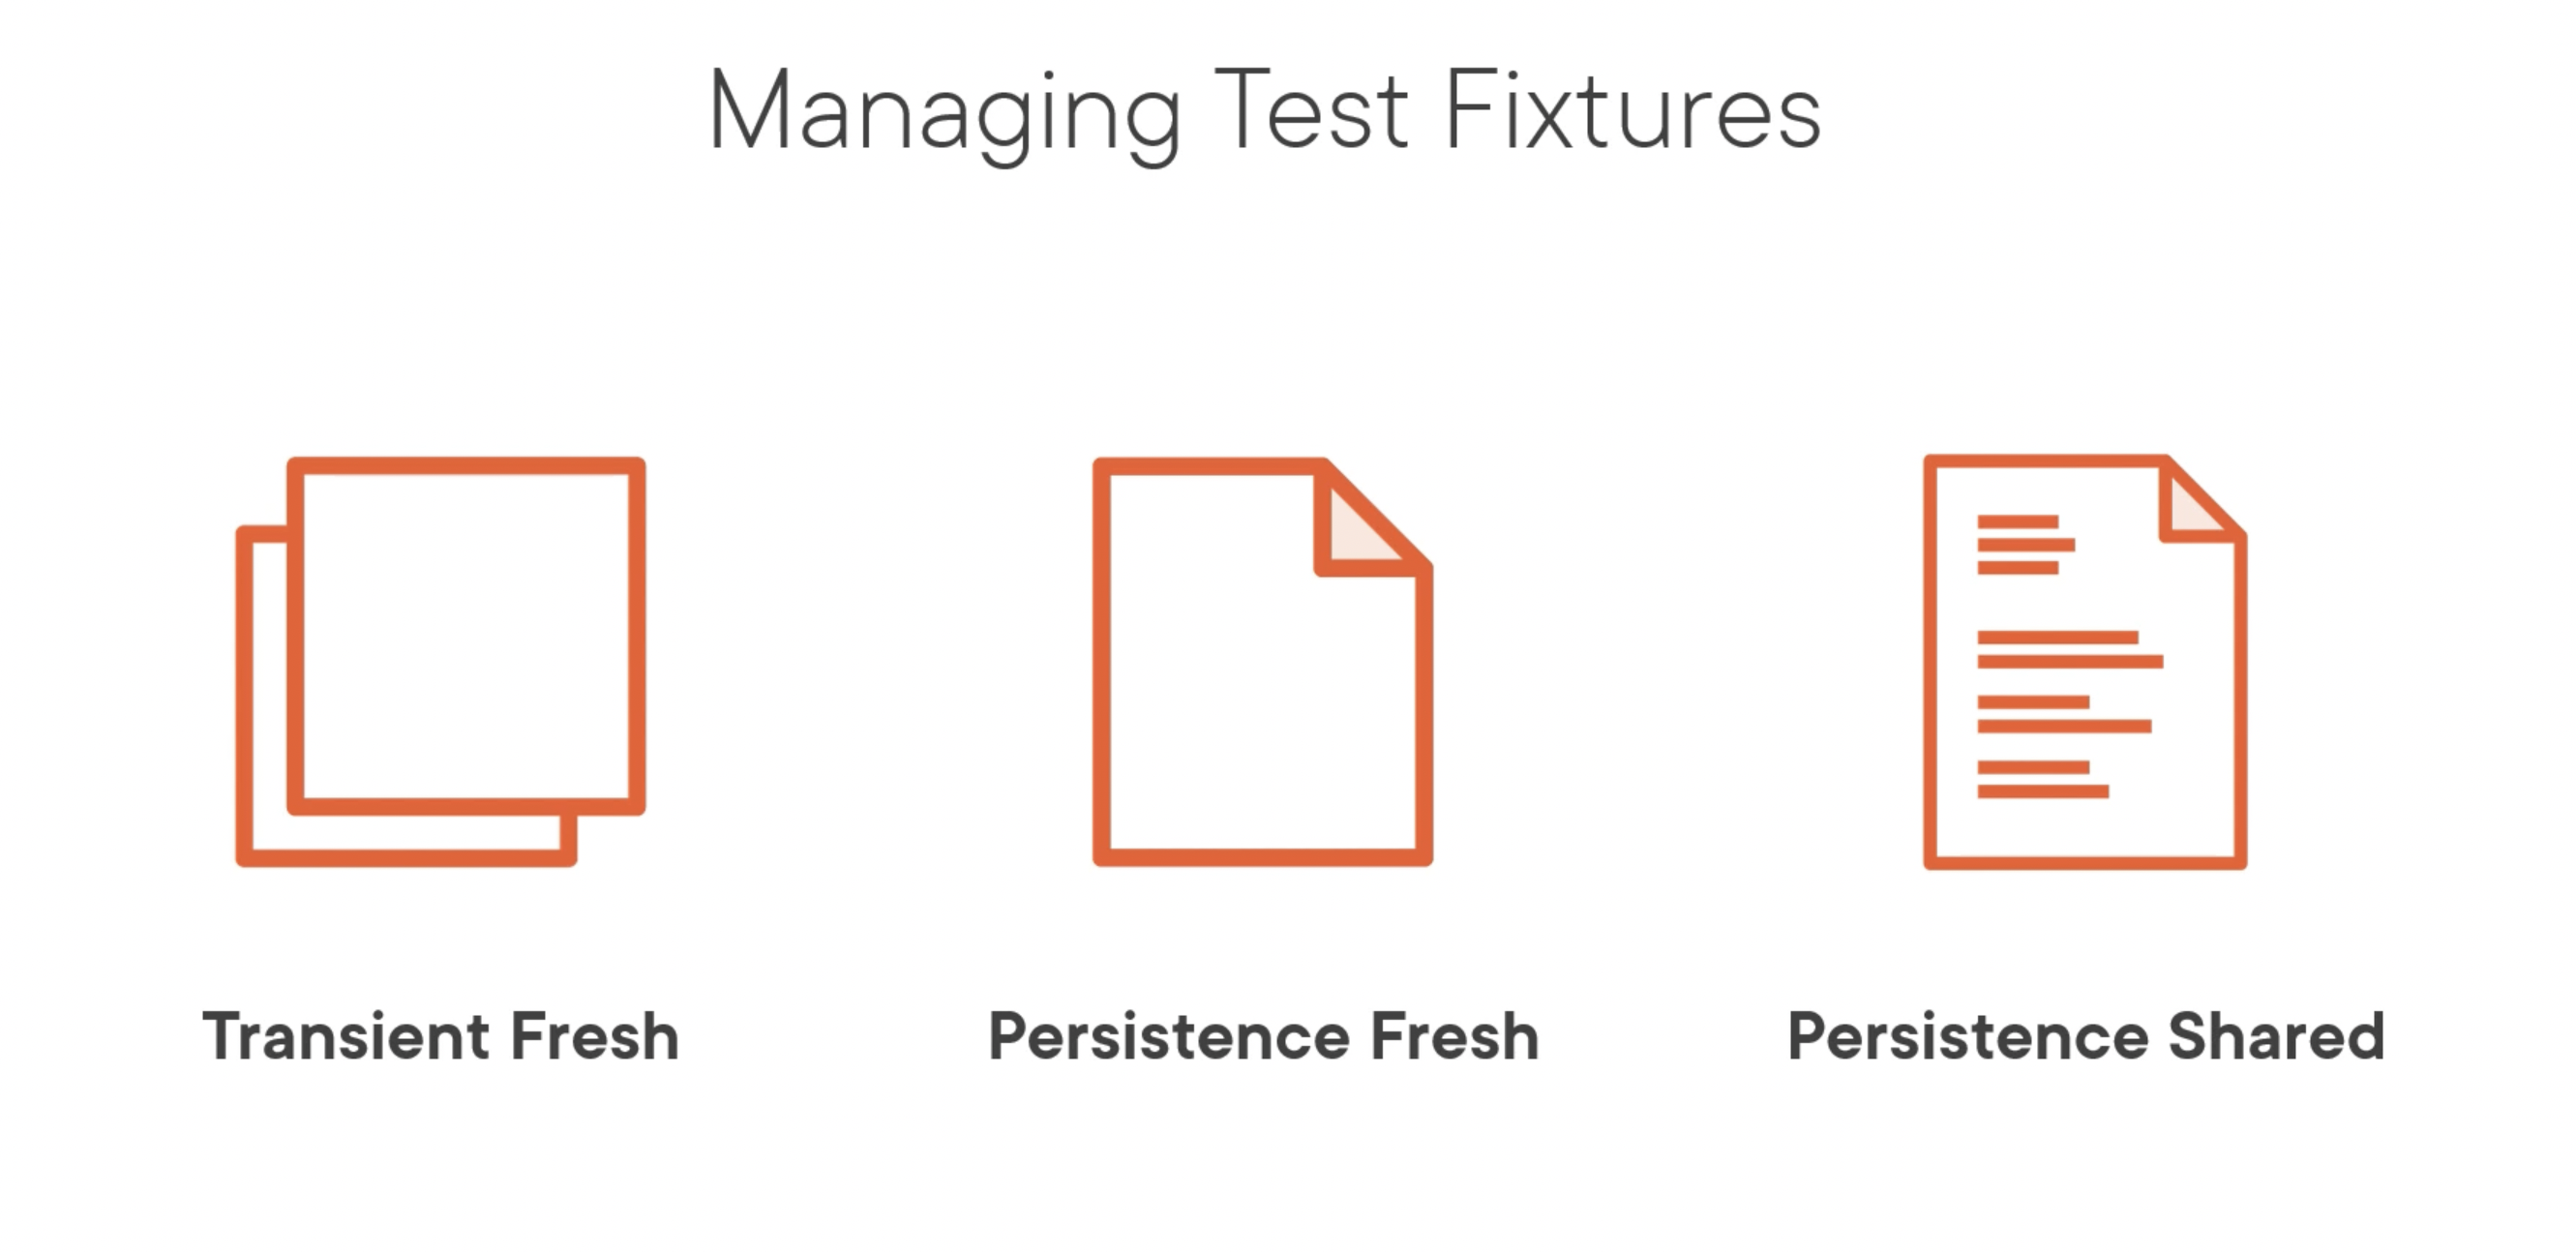 Managing Test Fixtures
Transient Fresh
Persistence Fresh
Persistence Shared